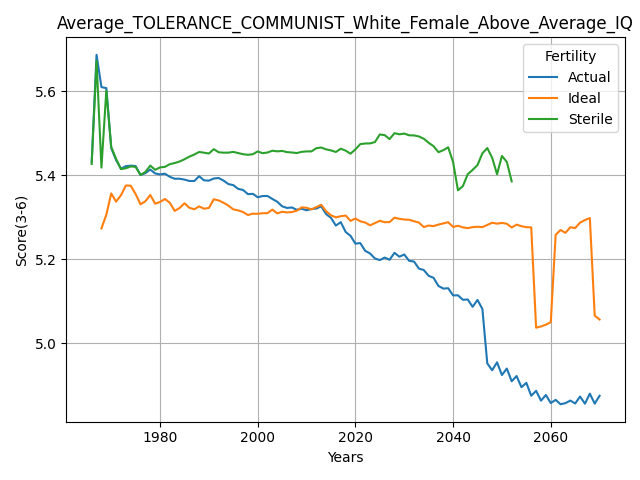 Average_TOLERANCE_COMMUNIST_White_Female_Above_Average_IQ
Fertility
Actual
Ideal
Sterile
Score(3-6)
5.6
5.4
5.2
5.0
1980
2000
2020
2040
2060
Years